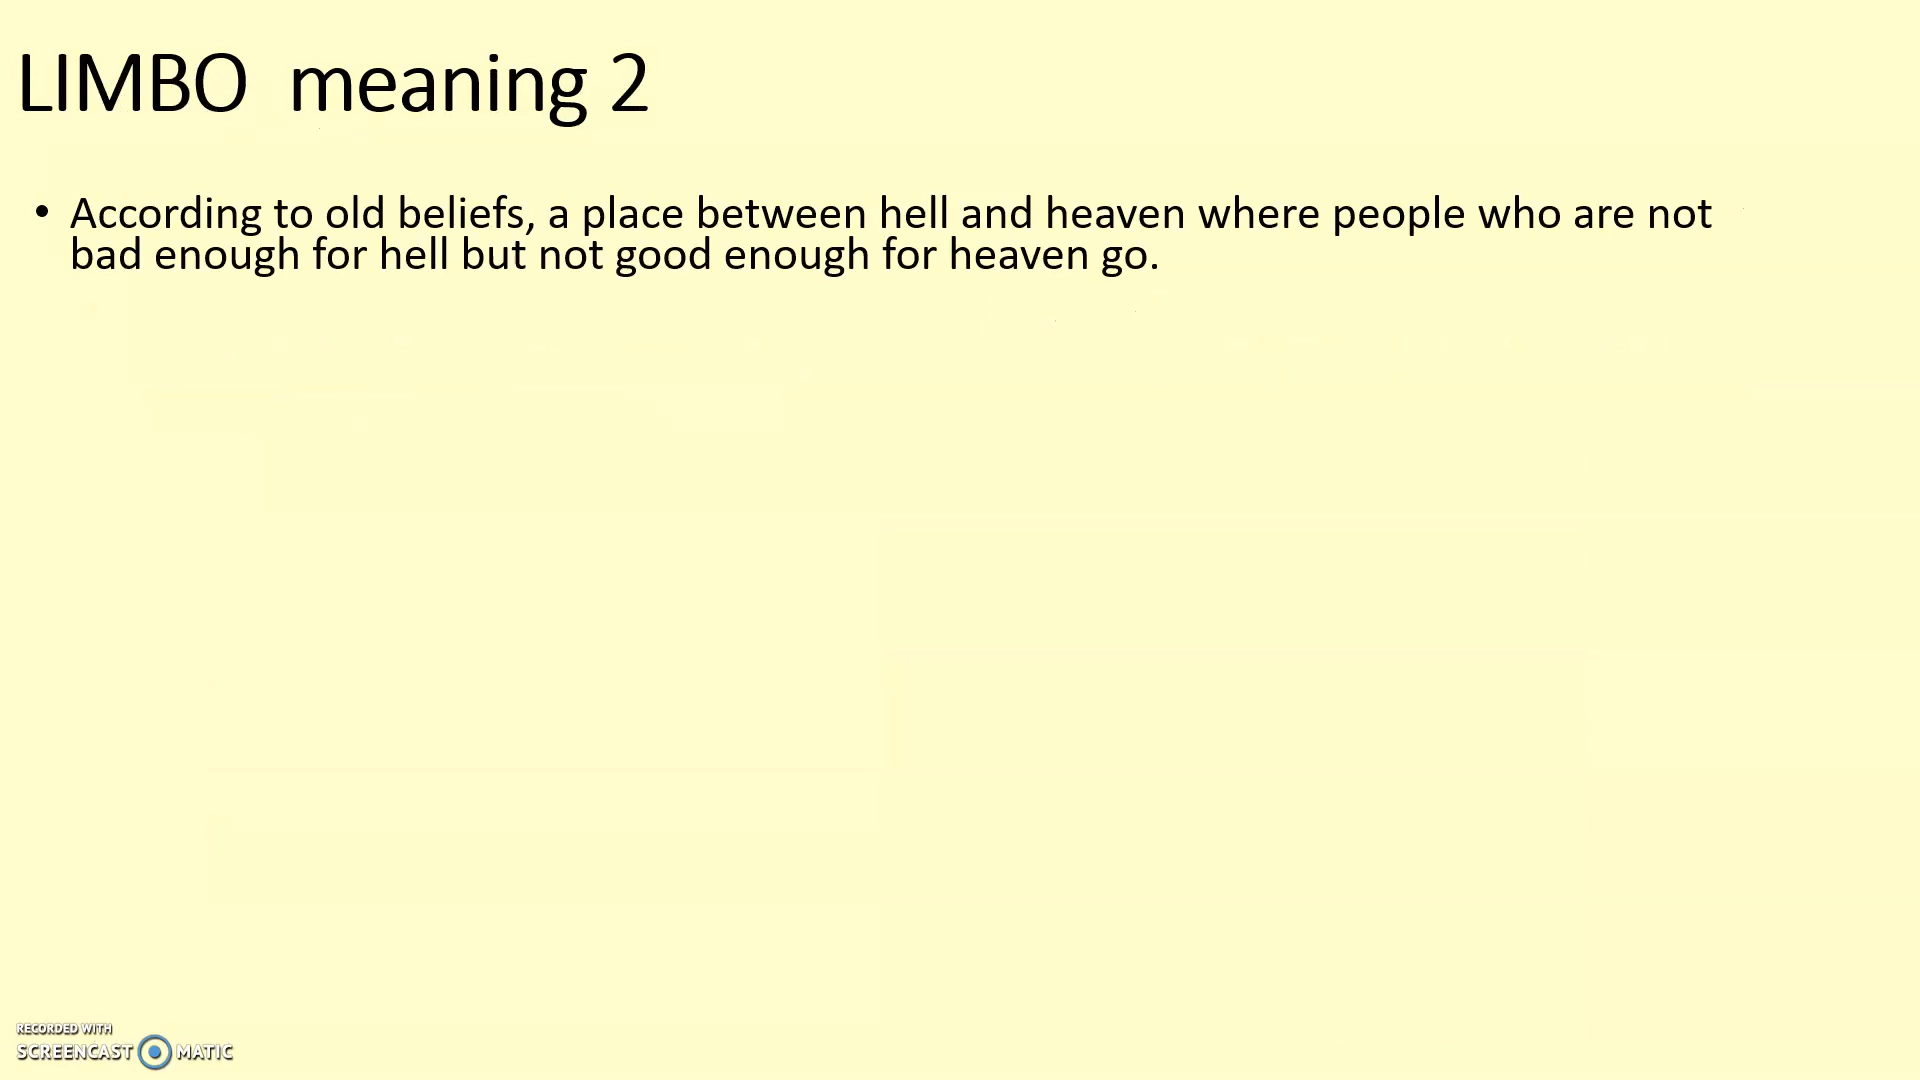 LIMBO meaning 2
• According to old beliefs, a place between hell and heaven where people who are not
bad enough for hell but not good enough for heaven go.
RECORDED WITH
SCREENCAST MATIC